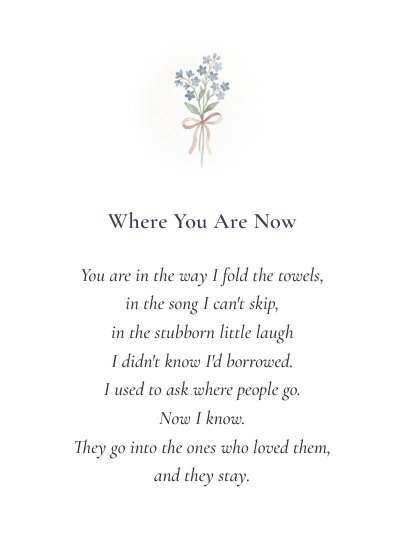 Where You Are Now
You are in the way I fold the towels,
in the song I can't skip,
in the stubborn little laugh
I didn't know I'd borrowed.
I used to ask where people go.
Now I know.
They go into the ones who loved them,
and they stay.